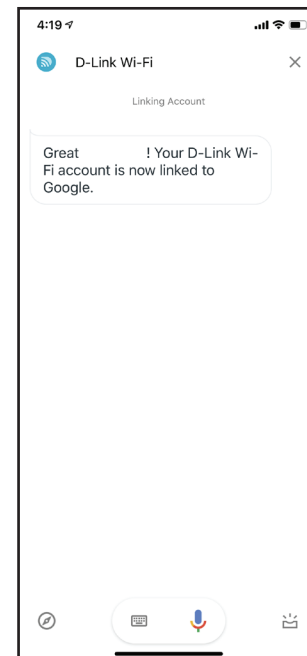 4:19
D-Link Wi-Fi
Linking Account
Great ! Your D-Link Wi-
Fi account is now linked to
Google.